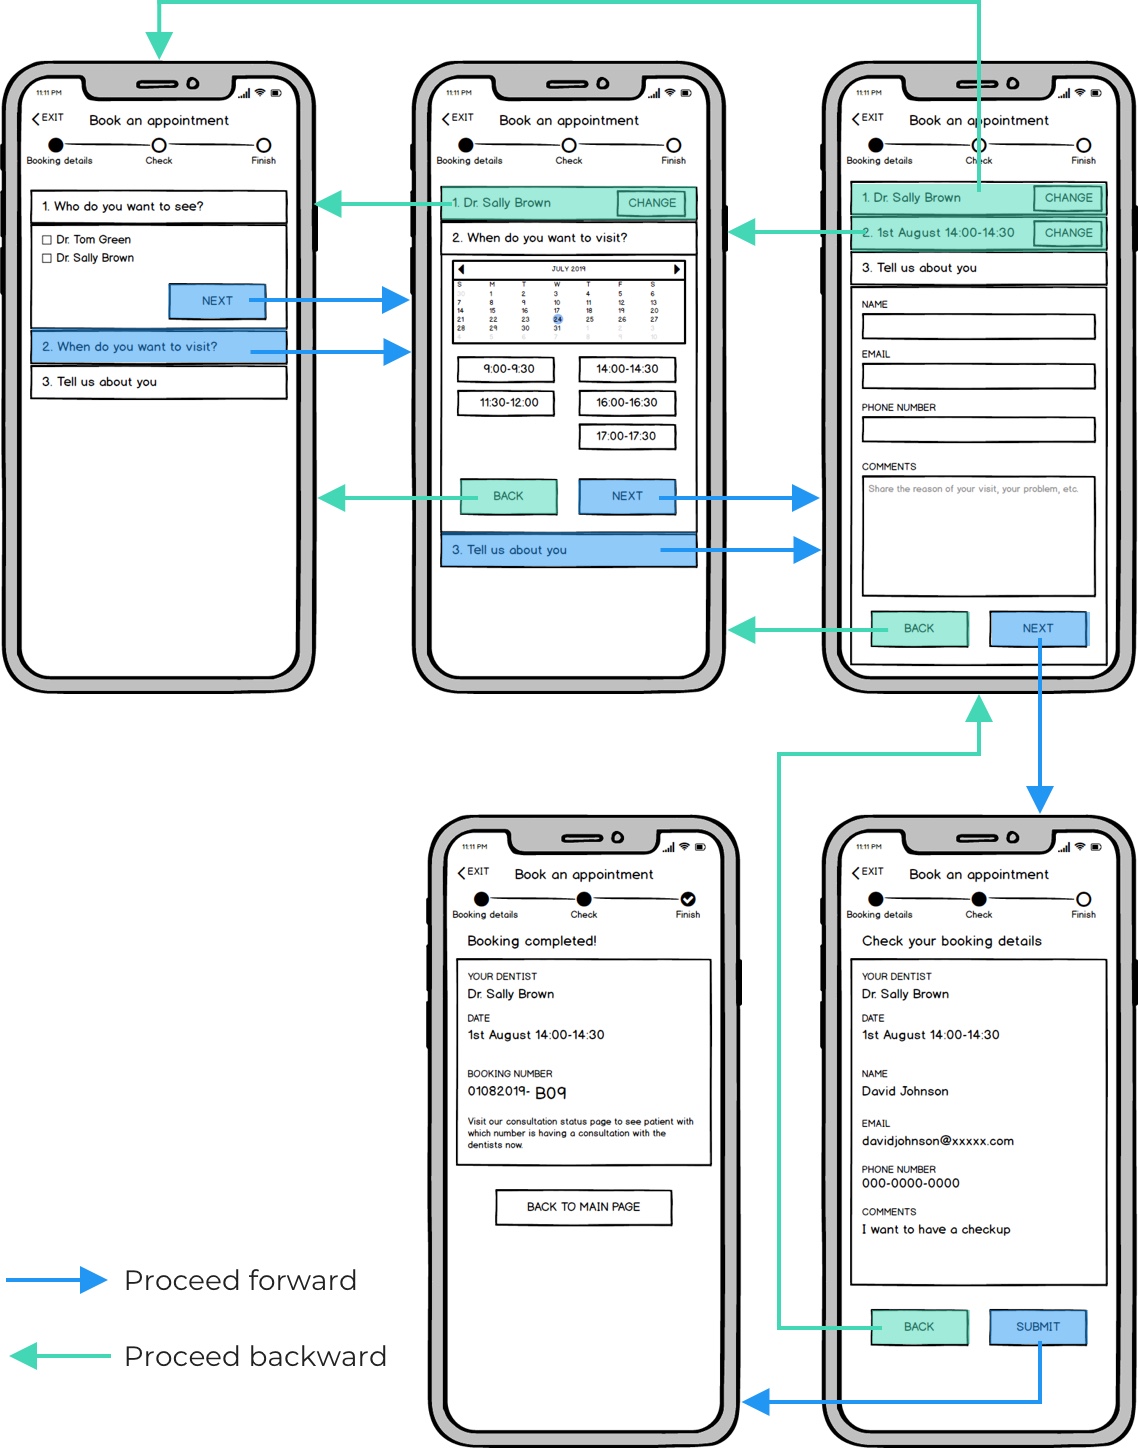 11:11 PM
EXIT
Book an appointment
Booking details Check Finish
1. Who do you want to see?
Dr. Tom Green
Dr. Sally Brown
NEXT
2. When do you want to visit?
3. Tell us about you
11:11 PM
EXIT
Book an appointment
Booking details Check Finish
1. Dr. Sally Brown CHANGE
2. When do you want to visit?
JULY 2019
S M T W T F S
30 1 2 3 4 5 6
7 8 9 10 11 12 13
14 15 16 17 18 19 20
21 22 23 24 25 26 27
28 29 30 31 1 2 3
4 5 6 7 8 9 10
9:00-9:30 14:00-14:30
11:30-12:00 16:00-16:30
17:00-17:30
BACK NEXT
3. Tell us about you
11:11 PM
EXIT
Book an appointment
Booking details Check Finish
1. Dr. Sally Brown CHANGE
2. 1st August 14:00-14:30 CHANGE
3. Tell us about you
NAME
EMAIL
PHONE NUMBER
COMMENTS
Share the reason of your visit, your problem, etc.
BACK NEXT
11:11 PM
EXIT
Book an appointment
Booking details Check Finish
Booking completed!
YOUR DENTIST
Dr. Sally Brown
DATE
1st August 14:00-14:30
BOOKING NUMBER
01082019- B09
Visit our consultation status page to see patient with
which number is having a consultation with the
dentists now.
BACK TO MAIN PAGE
11:11 PM
EXIT
Book an appointment
Booking details Check Finish
Check your booking details
YOUR DENTIST
Dr. Sally Brown
DATE
1st August 14:00-14:30
NAME
David Johnson
EMAIL
davidjohnson@xxxxx.com
PHONE NUMBER
000-0000-0000
COMMENTS
I want to have a checkup
BACK SUBMIT
Proceed forward
Proceed backward